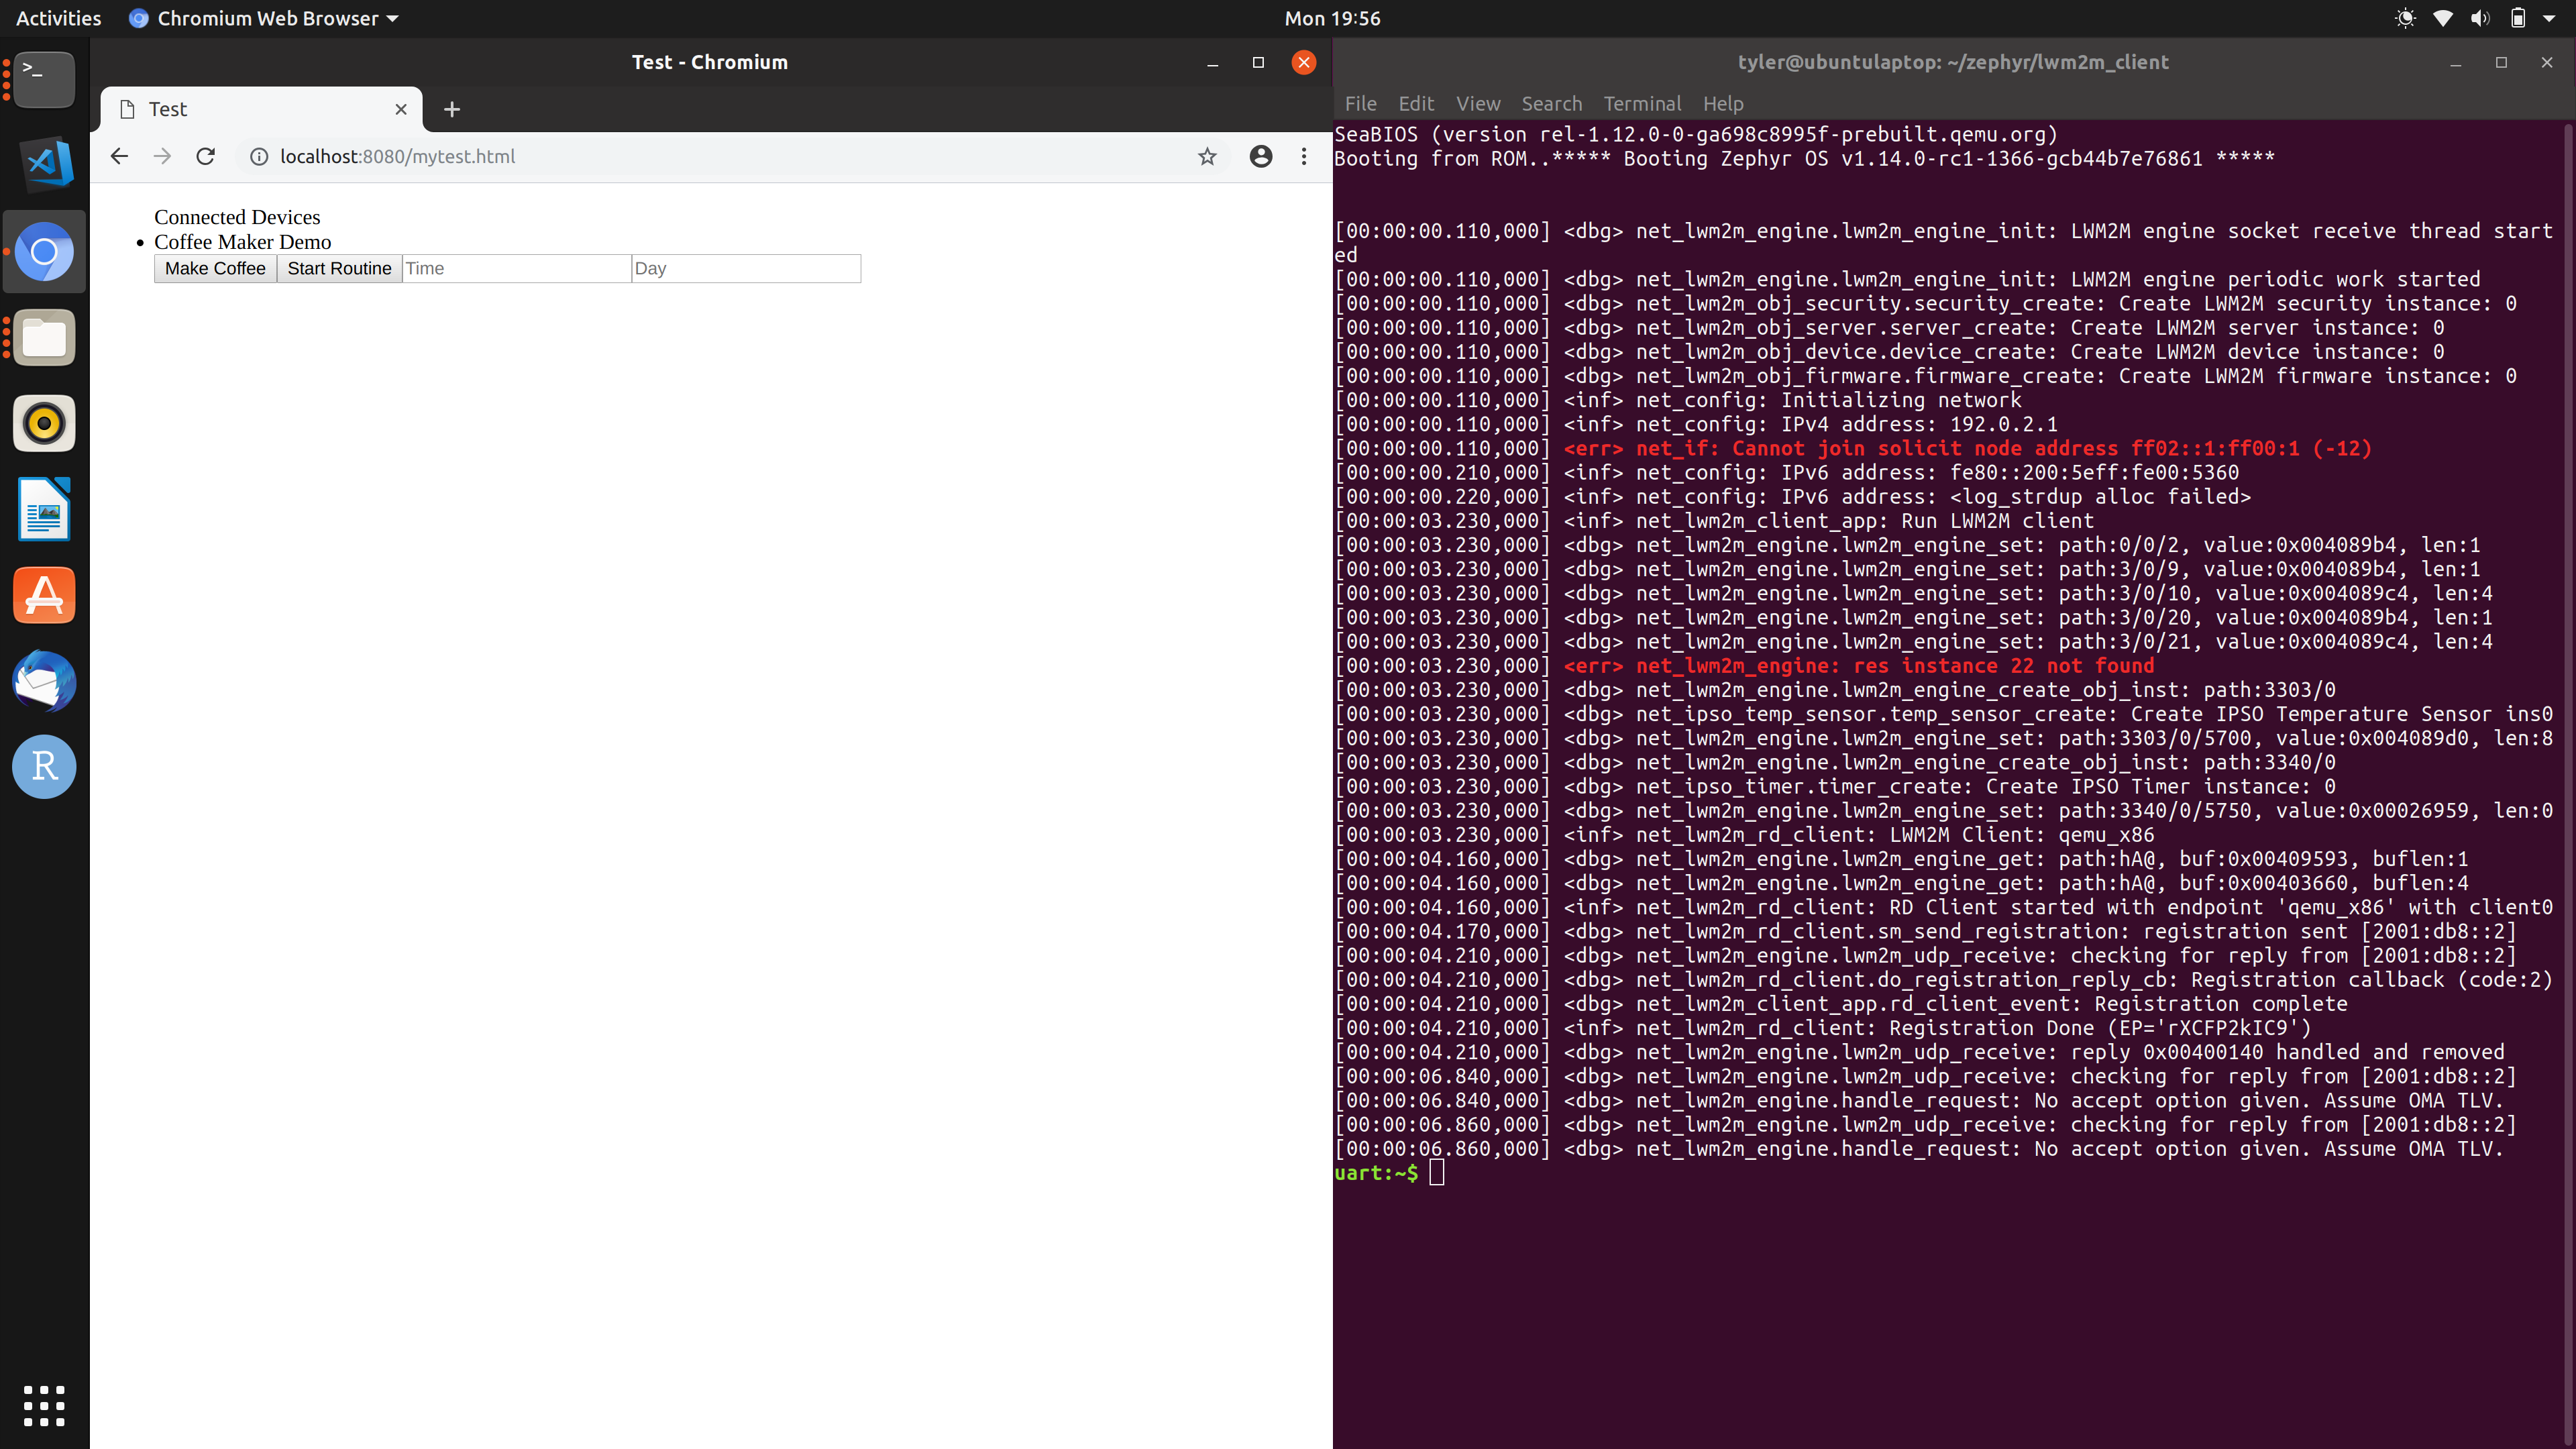 Activities
Chromium Web Browser
Mon 19:56
Test - Chromium
Test
localhost:8080/mytest.html
Connected Devices
Coffee Maker Demo
Make Coffee Start Routine Time Day
tyler@ubuntulaptop: ~/zephyr/lwm2m_client
File Edit View Search Terminal Help
SeaBIOS (version rel-1.12.0-0-ga698c8995f-prebuilt.qemu.org)
Booting from ROM..***** Booting Zephyr OS v1.14.0-rc1-1366-gcb44b7e76861 *****
[00:00:00.110,000] <dbg> net_lwm2m_engine.lwm2m_engine_init: LWM2M engine socket receive thread start
ed
[00:00:00.110,000] <dbg> net_lwm2m_engine.lwm2m_engine_init: LWM2M engine periodic work started
[00:00:00.110,000] <dbg> net_lwm2m_obj_security.security_create: Create LWM2M security instance: 0
[00:00:00.110,000] <dbg> net_lwm2m_obj_server.server_create: Create LWM2M server instance: 0
[00:00:00.110,000] <dbg> net_lwm2m_obj_device.device_create: Create LWM2M device instance: 0
[00:00:00.110,000] <dbg> net_lwm2m_obj_firmware.firmware_create: Create LWM2M firmware instance: 0
[00:00:00.110,000] <inf> net_config: Initializing network
[00:00:00.110,000] <inf> net_config: IPv4 address: 192.0.2.1
[00:00:00.110,000] <err> net_if: Cannot join solicit node address ff02::1:ff00:1 (-12)
[00:00:00.210,000] <inf> net_config: IPv6 address: fe80::200:5eff:fe00:5360
[00:00:00.220,000] <inf> net_config: IPv6 address: <log_strdup alloc failed>
[00:00:03.230,000] <inf> net_lwm2m_client_app: Run LWM2M client
[00:00:03.230,000] <dbg> net_lwm2m_engine.lwm2m_engine_set: path:0/0/2, value:0x004089b4, len:1
[00:00:03.230,000] <dbg> net_lwm2m_engine.lwm2m_engine_set: path:3/0/9, value:0x004089b4, len:1
[00:00:03.230,000] <dbg> net_lwm2m_engine.lwm2m_engine_set: path:3/0/10, value:0x004089c4, len:4
[00:00:03.230,000] <dbg> net_lwm2m_engine.lwm2m_engine_set: path:3/0/20, value:0x004089b4, len:1
[00:00:03.230,000] <dbg> net_lwm2m_engine.lwm2m_engine_set: path:3/0/21, value:0x004089c4, len:4
[00:00:03.230,000] <err> net_lwm2m_engine: res instance 22 not found
[00:00:03.230,000] <dbg> net_lwm2m_engine.lwm2m_engine_create_obj_inst: path:3303/0
[00:00:03.230,000] <dbg> net_ipso_temp_sensor.temp_sensor_create: Create IPSO Temperature Sensor ins0
[00:00:03.230,000] <dbg> net_lwm2m_engine.lwm2m_engine_set: path:3303/0/5700, value:0x004089d0, len:8
[00:00:03.230,000] <dbg> net_lwm2m_engine.lwm2m_engine_create_obj_inst: path:3340/0
[00:00:03.230,000] <dbg> net_ipso_timer.timer_create: Create IPSO Timer instance: 0
[00:00:03.230,000] <dbg> net_lwm2m_engine.lwm2m_engine_set: path:3340/0/5750, value:0x00026959, len:0
[00:00:03.230,000] <inf> net_lwm2m_rd_client: LWM2M Client: qemu_x86
[00:00:04.160,000] <dbg> net_lwm2m_engine.lwm2m_engine_get: path:hA@, buf:0x00409593, buflen:1
[00:00:04.160,000] <dbg> net_lwm2m_engine.lwm2m_engine_get: path:hA@, buf:0x00403660, buflen:4
[00:00:04.160,000] <inf> net_lwm2m_rd_client: RD Client started with endpoint 'qemu_x86' with client0
[00:00:04.170,000] <dbg> net_lwm2m_rd_client.sm_send_registration: registration sent [2001:db8::2]
[00:00:04.210,000] <dbg> net_lwm2m_engine.lwm2m_udp_receive: checking for reply from [2001:db8::2]
[00:00:04.210,000] <dbg> net_lwm2m_rd_client.do_registration_reply_cb: Registration callback (code:2)
[00:00:04.210,000] <dbg> net_lwm2m_client_app.rd_client_event: Registration complete
[00:00:04.210,000] <inf> net_lwm2m_rd_client: Registration Done (EP='rXCFP2kIC9')
[00:00:04.210,000] <dbg> net_lwm2m_engine.lwm2m_udp_receive: reply 0x00400140 handled and removed
[00:00:06.840,000] <dbg> net_lwm2m_engine.lwm2m_udp_receive: checking for reply from [2001:db8::2]
[00:00:06.840,000] <dbg> net_lwm2m_engine.handle_request: No accept option given. Assume OMA TLV.
[00:00:06.860,000] <dbg> net_lwm2m_engine.lwm2m_udp_receive: checking for reply from [2001:db8::2]
[00:00:06.860,000] <dbg> net_lwm2m_engine.handle_request: No accept option given. Assume OMA TLV.
uart:~$
>_
R